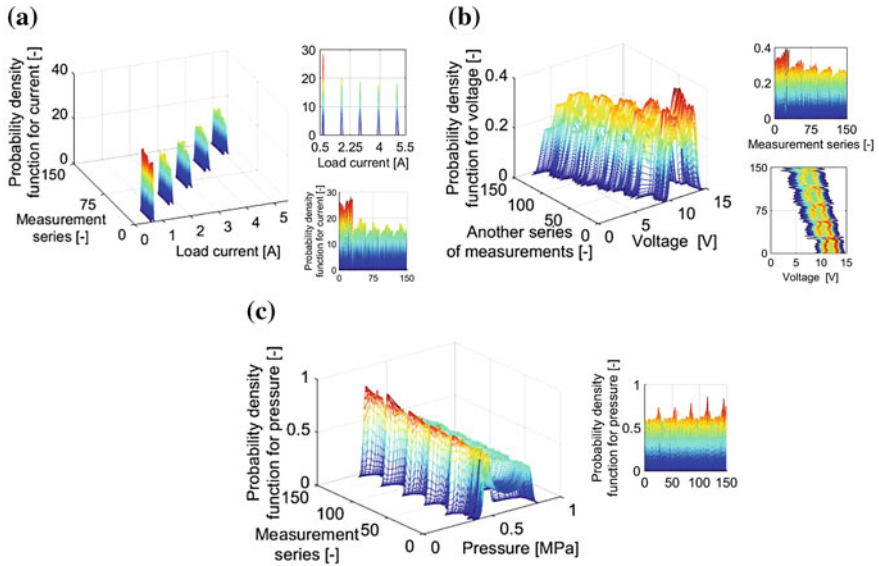 (a)
Probability density
function for current [-]
40
20
0
150
75
0
Measurement
series [-]
0 1 2 3 4 5
Load current [A]
30
20
10
0
0.5 2.25 4 5.5
Load current [A]
Probability density
function for current [-]
30
20
10
0
0 75 150
(b)
Probability density
function for voltage [-]
0.4
0.2
0
150
100
50
0
Another series
of measurements [-]
0 5 10 15
Voltage [V]
0.4
0.2
0
0 75 150
Measurement series [-]
150
75
0
0 5 10 15
Voltage [V]
(c)
Probability density
function for pressure [-]
1
0.5
0
150
100
50
0
Measurement
series [-]
0 0.5 1
Pressure [MPa]
Probability density
function for pressure [-]
1
0.5
0
0 50 100 150